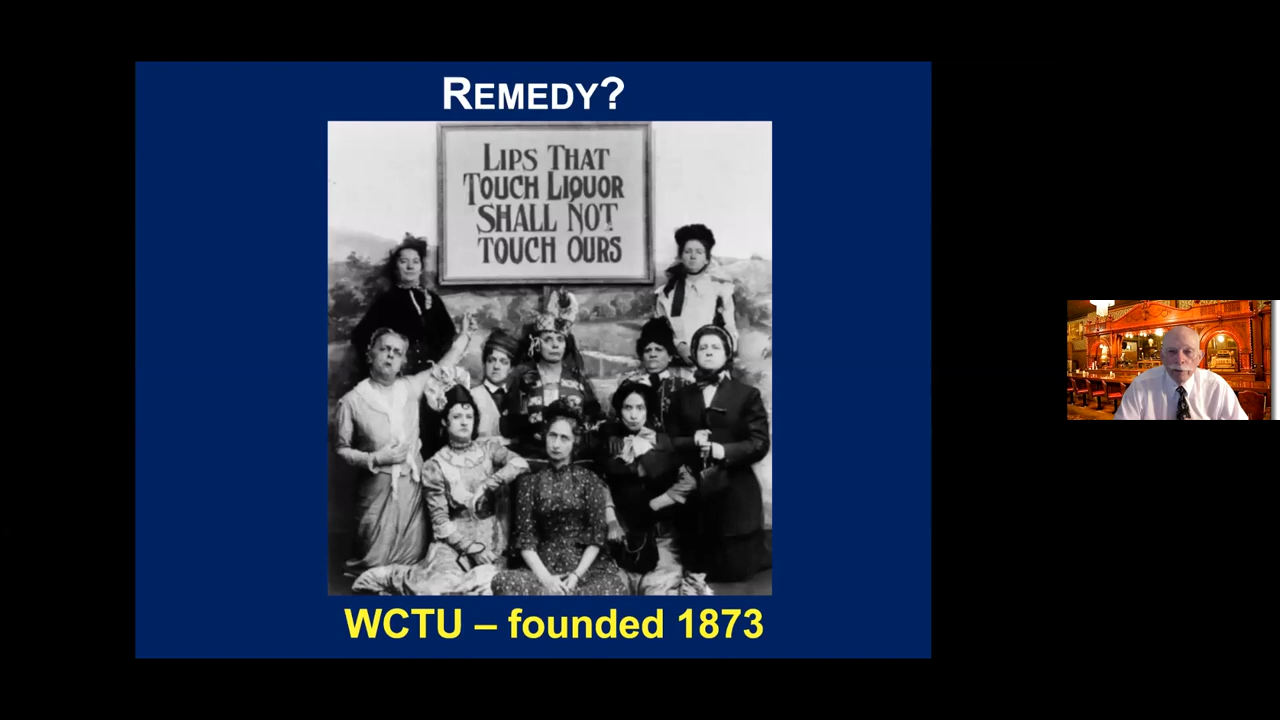 REMEDY?
LIPS THAT
TOUCH LIQUOR
SHALL NOT
TOUCH OURS
WCTU – founded 1873